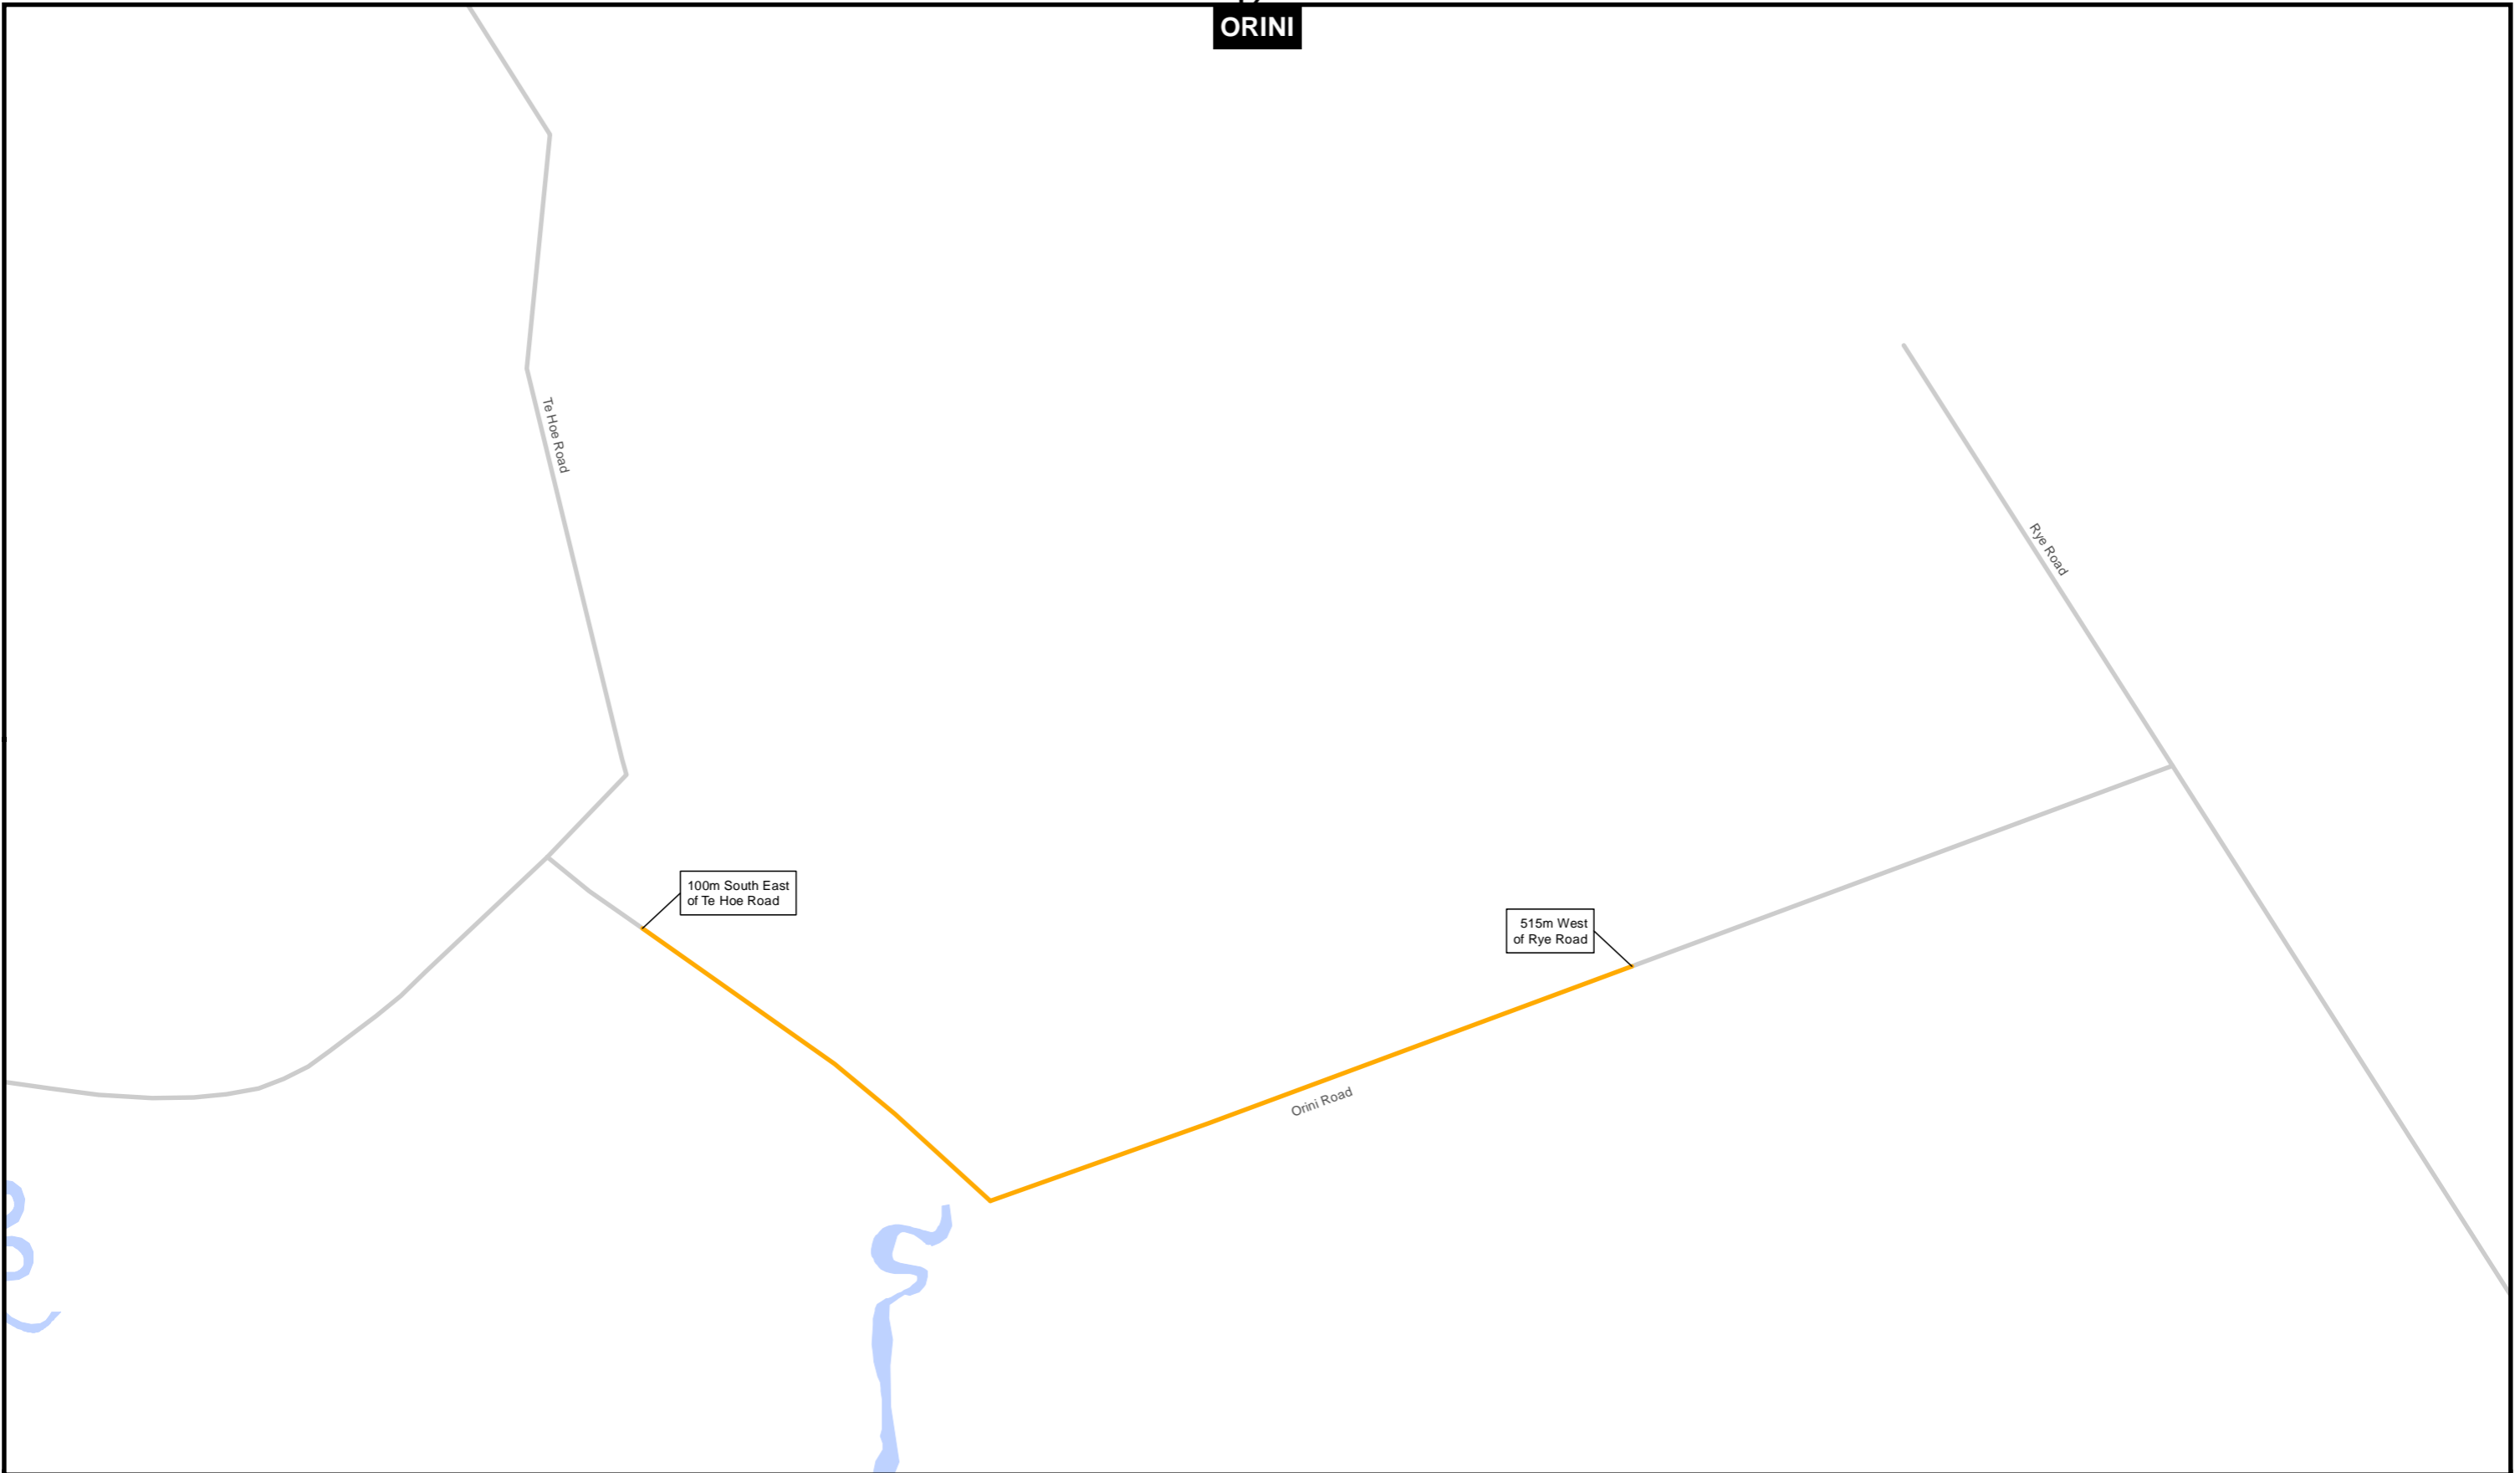 ORINI
Te Hoe Road
Rye Road
100m South East
of Te Hoe Road
515m West
of Rye Road
Orini Road